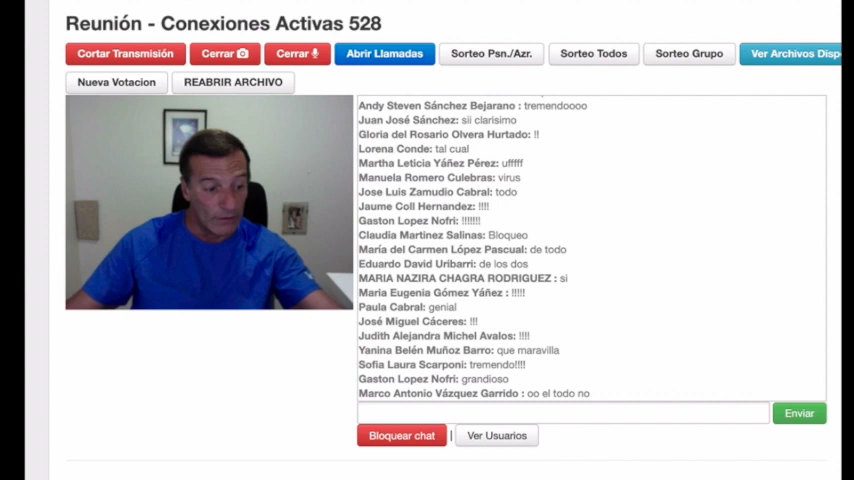 Reunión - Conexiones Activas 528
Cortar Transmisión Cerrar Cerrar Abrir Llamadas Sorteo Psn./Azr. Sorteo Todos Sorteo Grupo Ver Archivos
Nueva Votacion REABRIR ARCHIVO
Andy Steven Sánchez Bejarano : tremendoooo
Juan José Sánchez: sii clarisimo
Gloria del Rosario Olvera Hurtado: !!
Lorena Conde: tal cual
Martha Leticia Yáñez Pérez: ufffff
Manuela Romero Culebras: virus
Jose Luis Zamudio Cabral: todo
Jaume Coll Hernandez: !!!!
Gaston Lopez Nofri: !!!!!!!
Claudia Martinez Salinas: Bloqueo
María del Carmen López Pascual: de todo
Eduardo David Uribarri: de los dos
MARIA NAZIRA CHAGRA RODRIGUEZ : si
Maria Eugenia Gómez Yáñez : !!!!!
Paula Cabral: genial
José Miguel Cáceres: !!!
Judith Alejandra Michel Avalos: !!!!
Yanina Belén Muñoz Barro: que maravilla
Sofia Laura Scarponi: tremendo!!!!
Gaston Lopez Nofri: grandioso
Marco Antonio Vázquez Garrido : oo el todo no
Enviar
Bloquear chat | Ver Usuarios